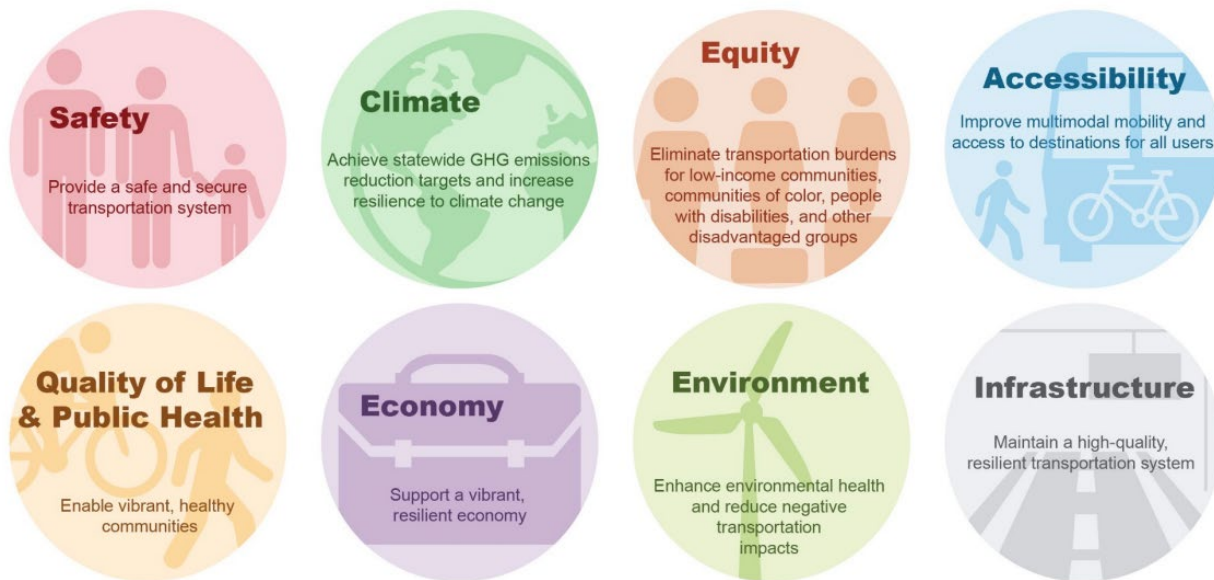 Safety
Provide a safe and secure
transportation system
Climate
Achieve statewide GHG emissions
reduction targets and increase
resilience to climate change
Equity
Eliminate transportation burdens
for low-income communities,
communities of color, people
with disabilities, and other
disadvantaged groups
Accessibility
Improve multimodal mobility and
access to destinations for all users
Quality of Life
& Public Health
Enable vibrant, healthy
communities
Economy
Support a vibrant,
resilient economy
Environment
Enhance environmental health
and reduce negative
transportation
impacts
Infrastructure
Maintain a high-quality,
resilient transportation system